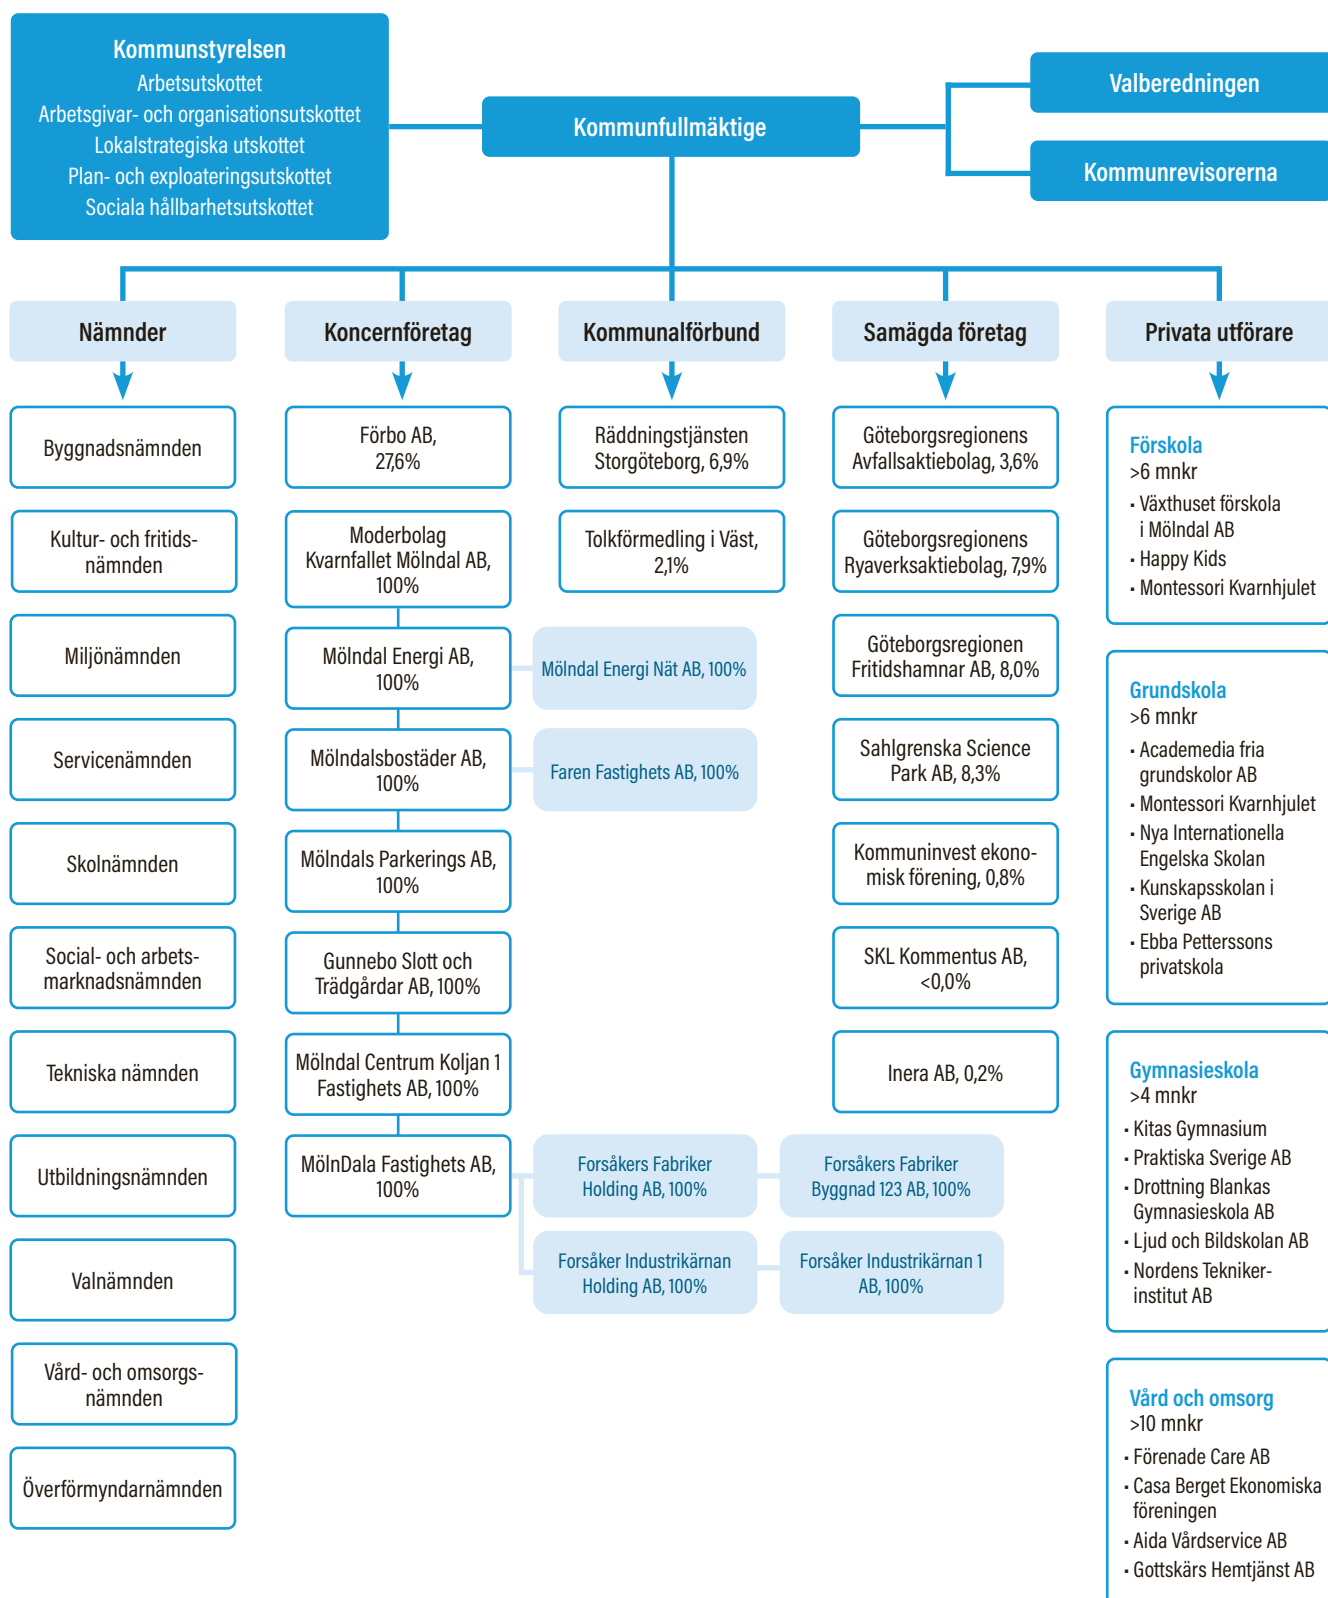 Kommunstyrelsen
Arbetsutskottet
Arbetsgivar- och organisationsutskottet
Lokalstrategiska utskottet
Plan- och exploateringsutskottet
Sociala hållbarhetsutskottet
Kommunfullmäktige
Valberedningen
Kommunrevisorerna
Nämnder
Byggnadsnämnden
Kultur- och fritids-
nämnden
Miljönämnden
Servicenämnden
Skolnämnden
Social- och arbets-
marknadsnämnden
Tekniska nämnden
Utbildningsnämnden
Valnämnden
Vård- och omsorgs-
nämnden
Överförmyndarnämnden
Koncernföretag
Förbo AB,
27,6%
Moderbolag
Kvarnfallet Mölndal AB,
100%
Mölndal Energi AB,
100%
Mölndal Energi Nät AB, 100%
Mölndalsbostäder AB,
100%
Faren Fastighets AB, 100%
Mölndals Parkerings AB,
100%
Gunnebo Slott och
Trädgårdar AB, 100%
Mölndal Centrum Koljan 1
Fastighets AB, 100%
MölnDala Fastighets AB,
100%
Forsåkers Fabriker
Holding AB, 100%
Forsåkers Fabriker
Byggnad 123 AB, 100%
Forsåker Industrikärnan
Holding AB, 100%
Forsåker Industrikärnan 1
AB, 100%
Kommunalförbund
Räddningstjänsten
Storgöteborg, 6,9%
Tolkförmedling i Väst,
2,1%
Samägda företag
Göteborgsregionens
Avfallsaktiebolag, 3,6%
Göteborgsregionens
Ryaverksaktiebolag, 7,9%
Göteborgsregionen
Fritidshamnar AB, 8,0%
Sahlgrenska Science
Park AB, 8,3%
Kommuninvest ekono-
misk förening, 0,8%
SKL Kommentus AB,
<0,0%
Inera AB, 0,2%
Privata utförare
Förskola
>6 mnkr
· Växthuset förskola
i Mölndal AB
· Happy Kids
· Montessori Kvarnhjulet
Grundskola
>6 mnkr
· Academedia fria
grundskolor AB
· Montessori Kvarnhjulet
· Nya Internationella
Engelska Skolan
· Kunskapsskolan i
Sverige AB
· Ebba Petterssons
privatskola
Gymnasieskola
>4 mnkr
· Kitas Gymnasium
· Praktiska Sverige AB
· Drottning Blankas
Gymnasieskola AB
· Ljud och Bildskolan AB
· Nordens Tekniker-
institut AB
Vård och omsorg
>10 mnkr
· Förenade Care AB
· Casa Berget Ekonomiska
föreningen
· Aida Vårdservice AB
· Gottskärs Hemtjänst AB